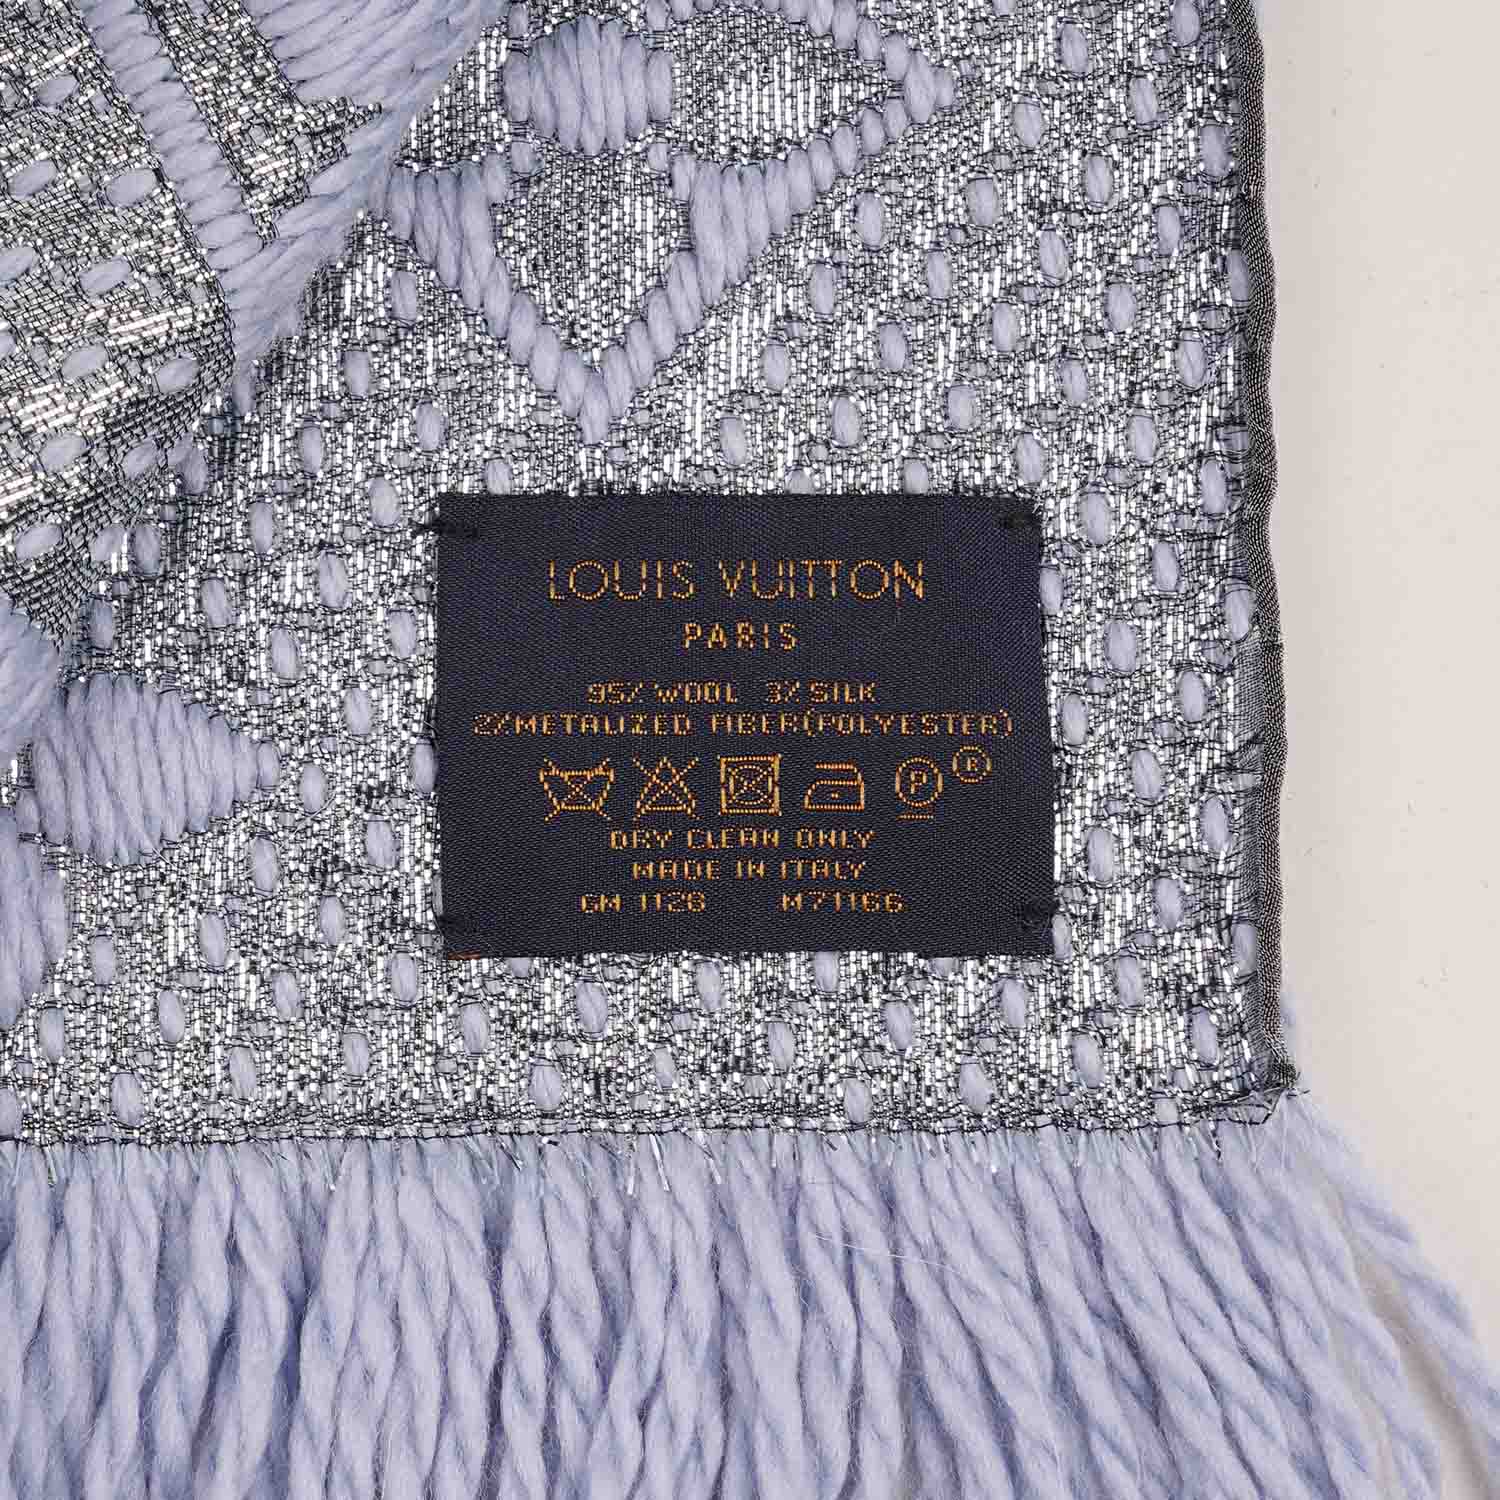 LOUIS VUITTON
PARIS
95% WOOL 3% SILK
2% METALIZED FIBER(POLYESTER)
P ®
DRY CLEAN ONLY
MADE IN ITALY
GM 1128 M71166